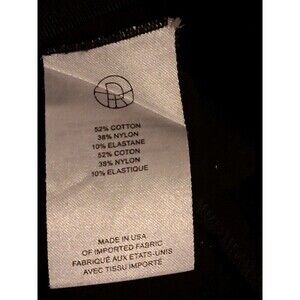 52% COTTON
38% NYLON
10% ELASTANE
52% COTON
38% NYLON
10% ELASTIQUE
MADE IN USA
OF IMPORTED FABRIC
FABRIQUÉ AUX ETATS-UNIS
AVEC TISSU IMPORTÉ